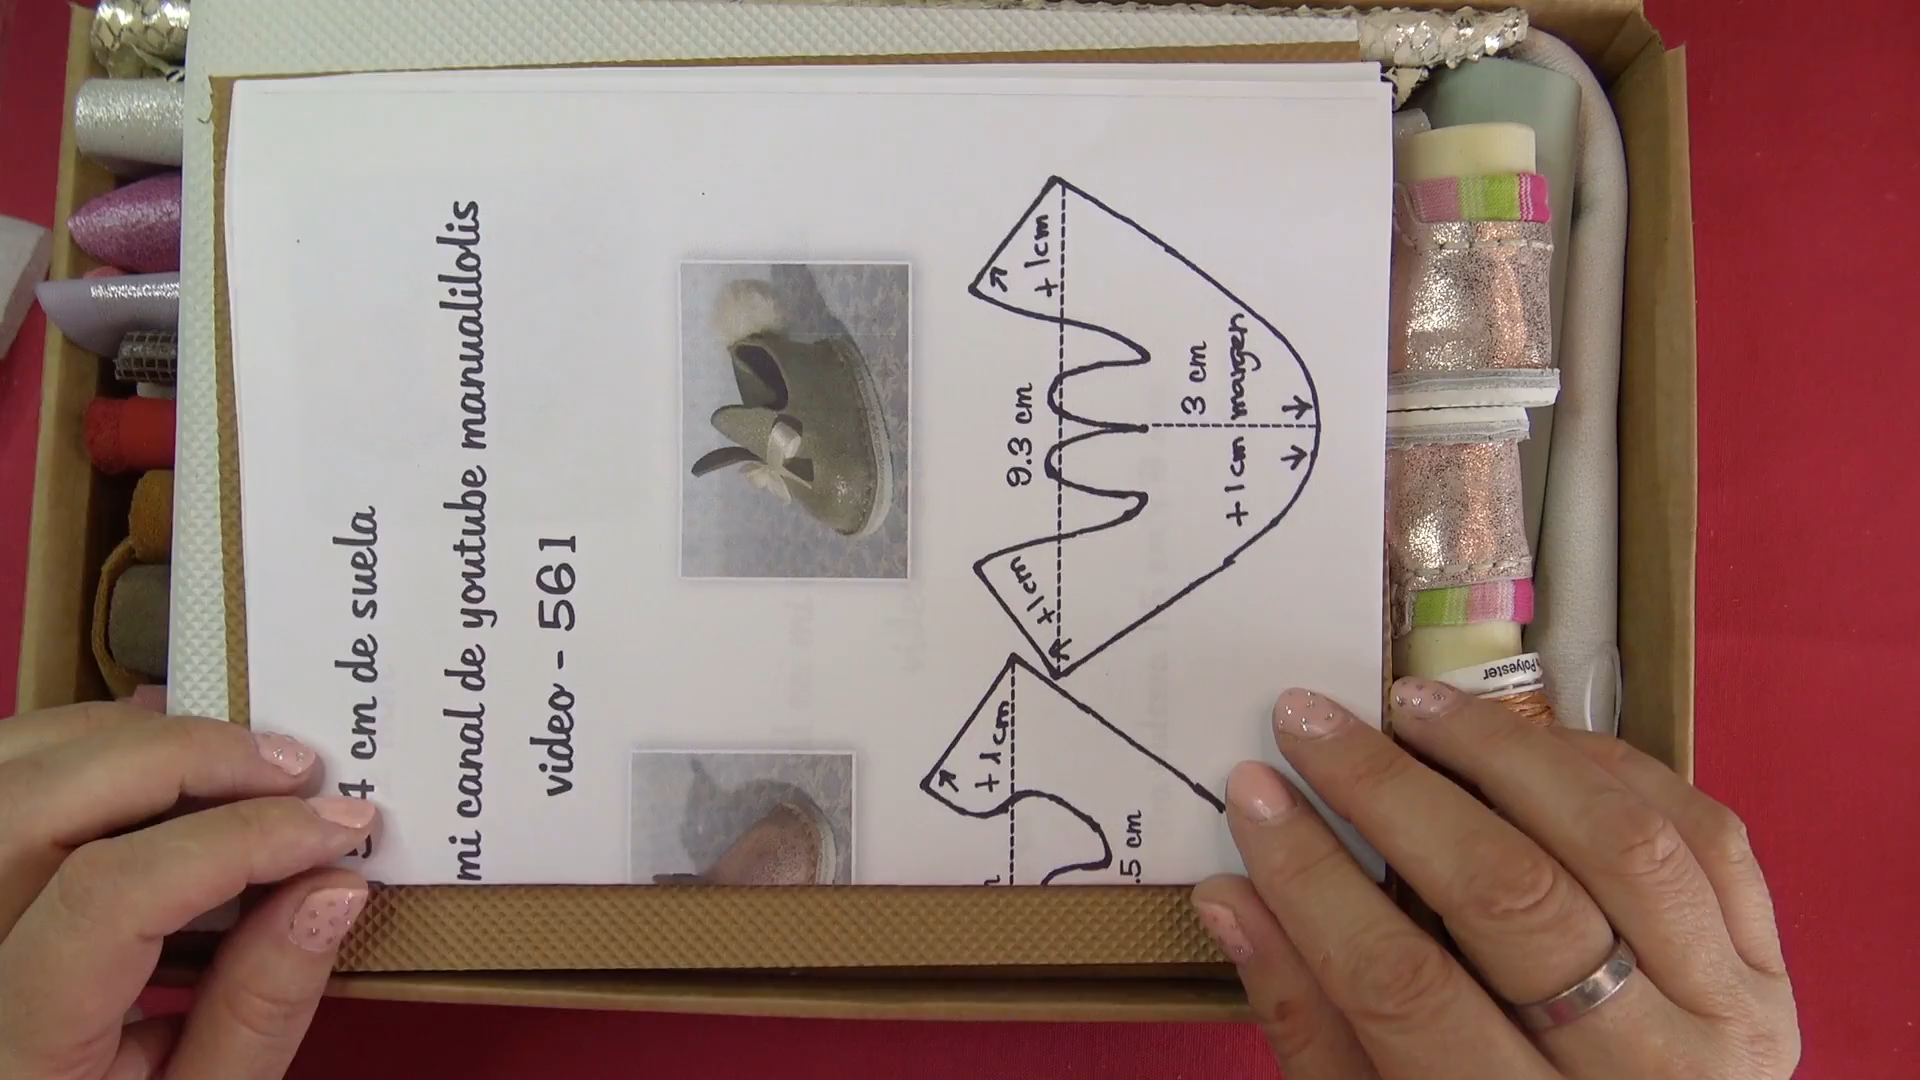 4 cm de suela
mi canal de youtube manualilolis
video - 561
+1cm
9.3 cm
3 cm
+1cm margen
+1cm
+1cm
.5 cm
Polyester